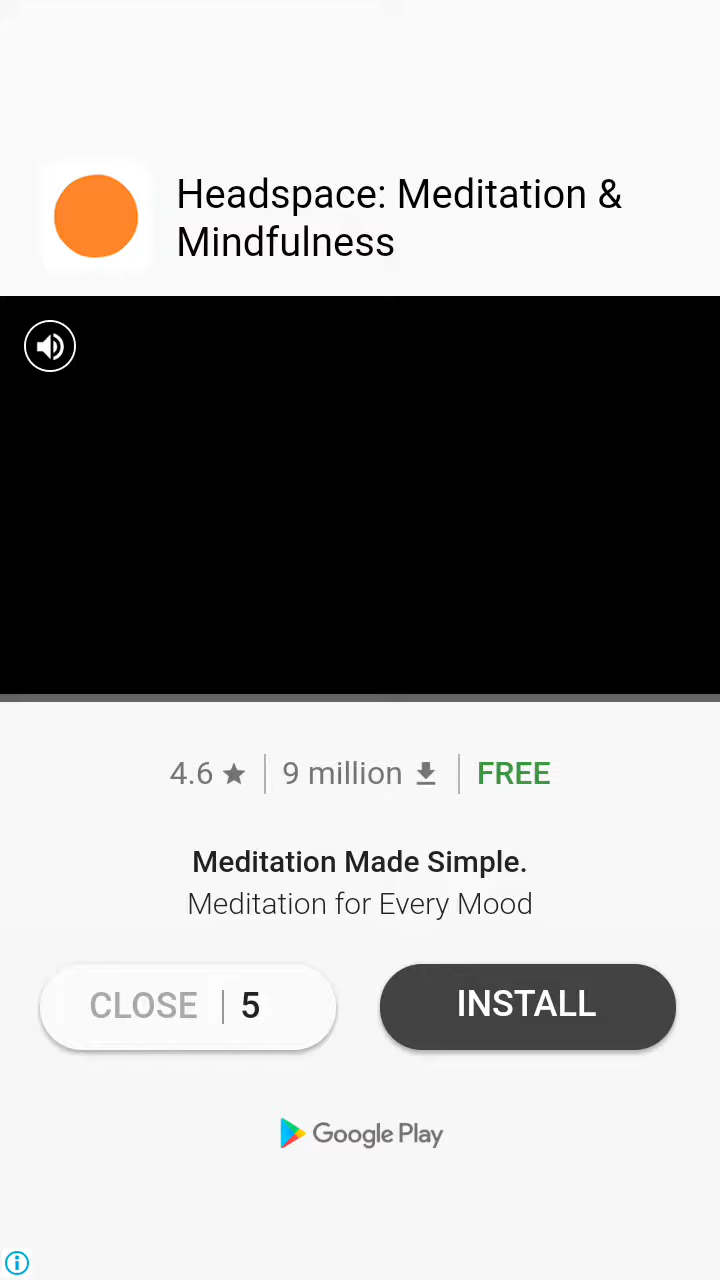 Headspace: Meditation &
Mindfulness
4.6 | 9 million | FREE
Meditation Made Simple.
Meditation for Every Mood
CLOSE | 5
INSTALL
Google Play